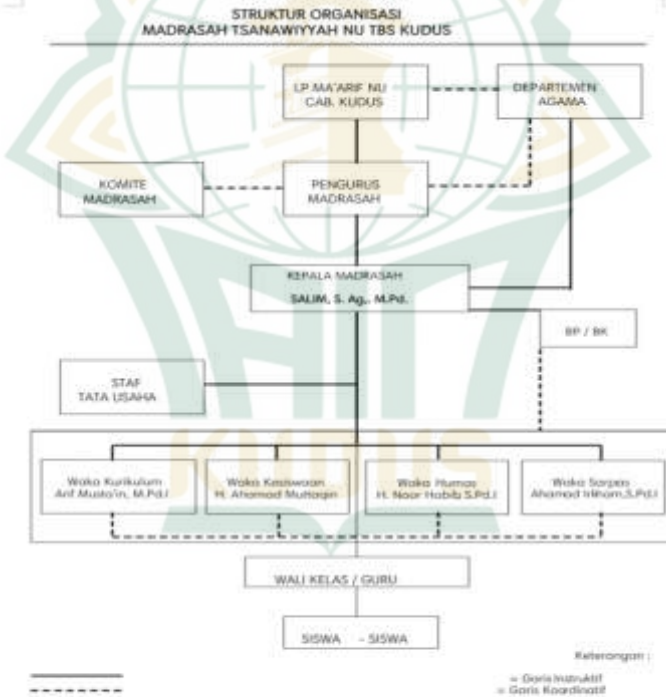 STRUKTUR ORGANISASI
MADRASAH TSANAWIYYAH NU TBS KUDUS
LP.MA'ARIF NU
CAB. KUDUS
DEPARTEMEN
AGAMA
KOMITE
MADRASAH
PENGURUS
MADRASAH
KEPALA MADRASAH
SALIM, S. Ag,. M.Pd.
BP / BK
STAF
TATA USAHA
KUDUS
Waka Kurikulum
Arif Musta'in, M.Pd.I
Waka Kesiswaan
H. Ahamad Muttaqin
Waka Humas
H. Noor Habib S.Pd.I
Waka Sarpas
Ahamad Irkham,S.Pd.I
WALI KELAS / GURU
SISWA - SISWA
Keterangan :
= Garis Instruktif
= Garis Koordinatif